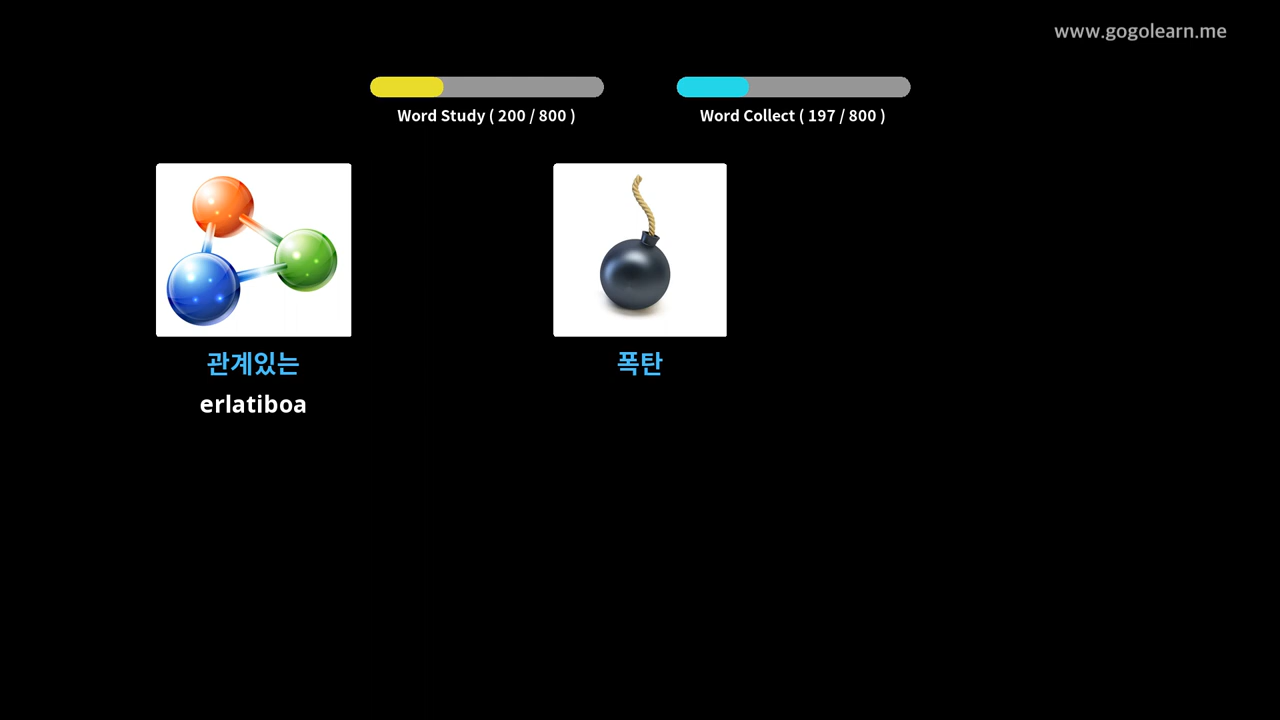 www.gogolearn.me
Word Study ( 200 / 800 )
Word Collect ( 197 / 800 )
관계있는
erlatiboa
폭탄